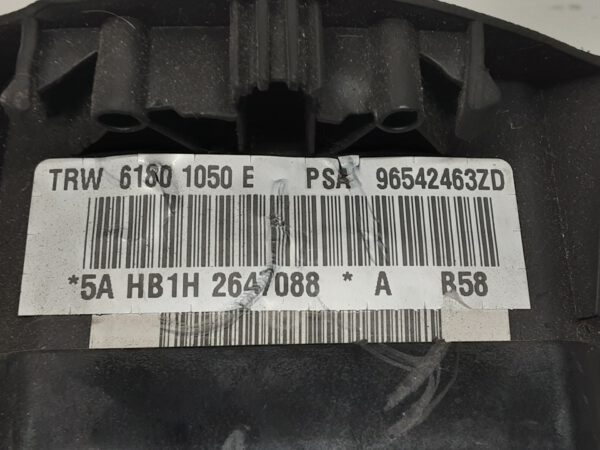 TRW 6180 1050 E PSA 96542463ZD
*5A HB1H 2647088 * A B58